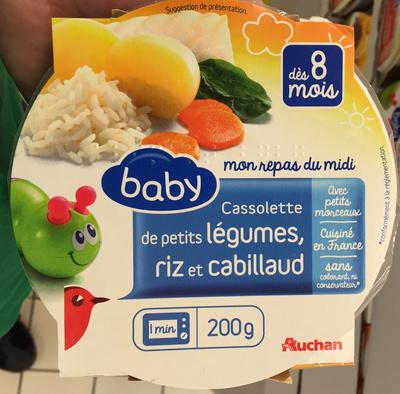 Suggestion de présentation.
dès 8
mois
mon repas du midi
baby
Cassolette
de petits légumes,
riz et cabillaud
Avec
petits
morceaux
Cuisiné
en France
sans
colorant, ni
conservateur*
*conformément à la réglementation.
1 min
200g
Auchan